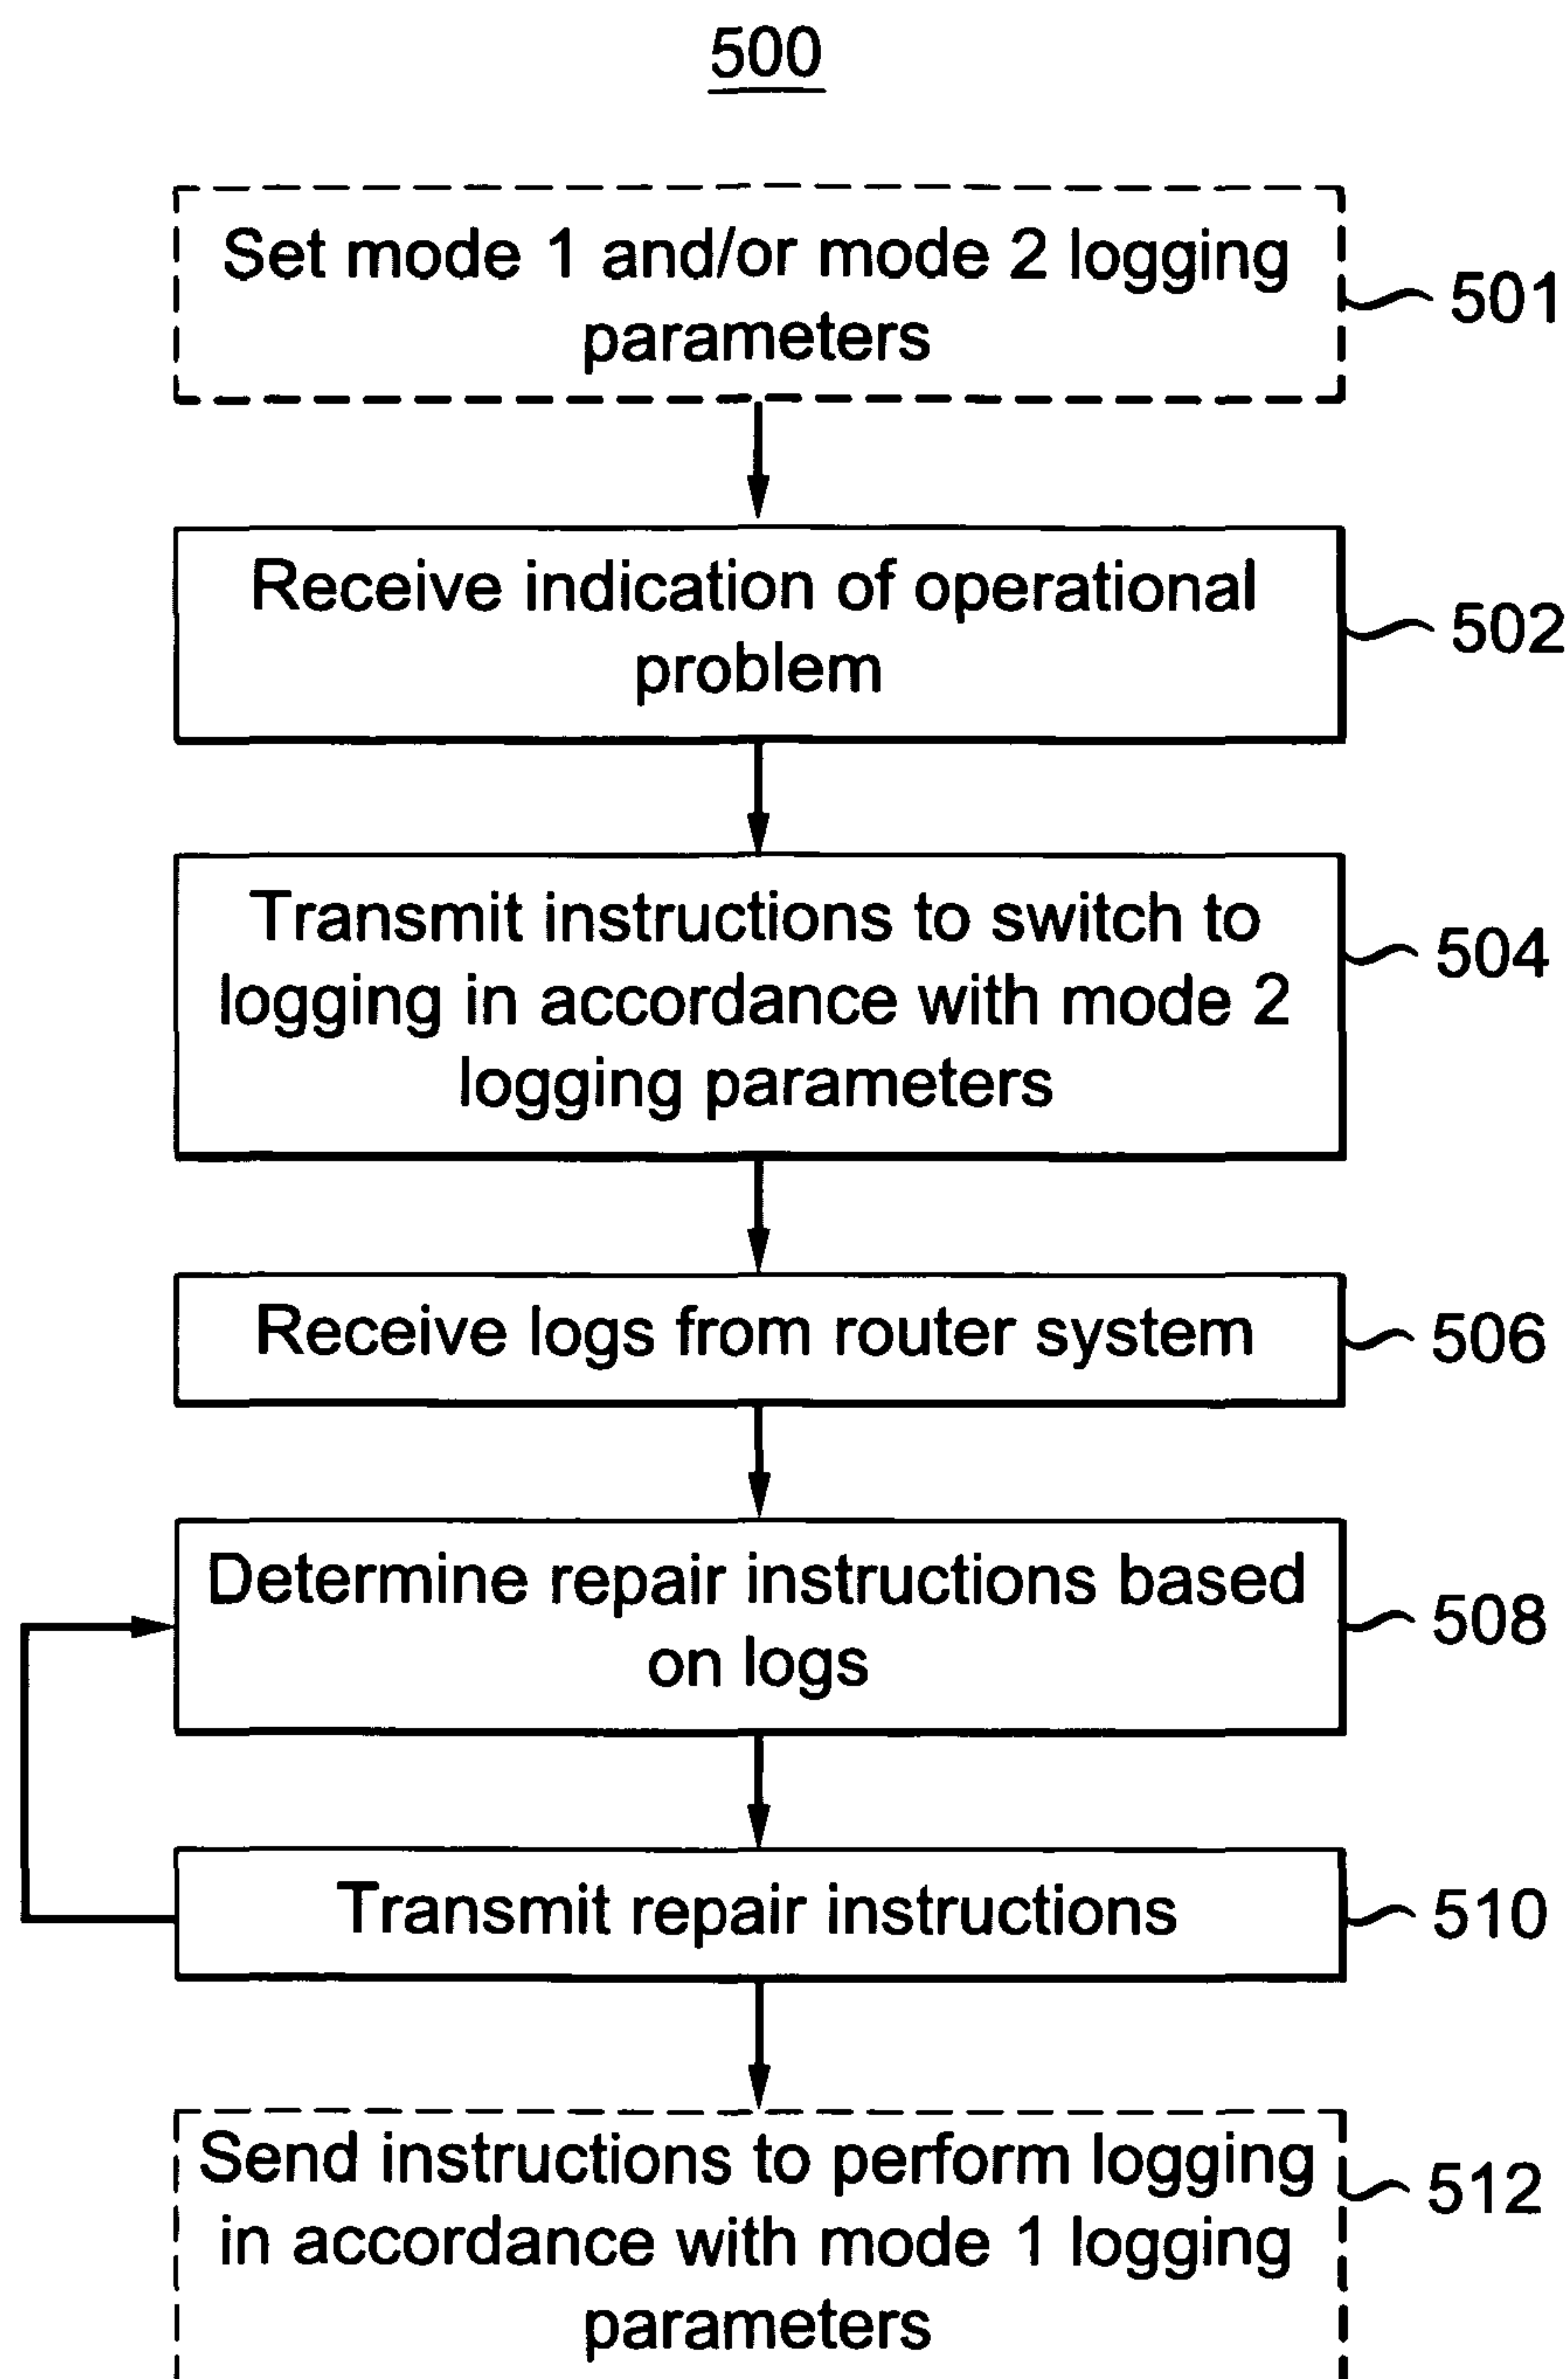 500
Set mode 1 and/or mode 2 logging
parameters
501
Receive indication of operational
problem
502
Transmit instructions to switch to
logging in accordance with mode 2
logging parameters
504
Receive logs from router system
506
Determine repair instructions based
on logs
508
Transmit repair instructions
510
Send instructions to perform logging
in accordance with mode 1 logging
parameters
512